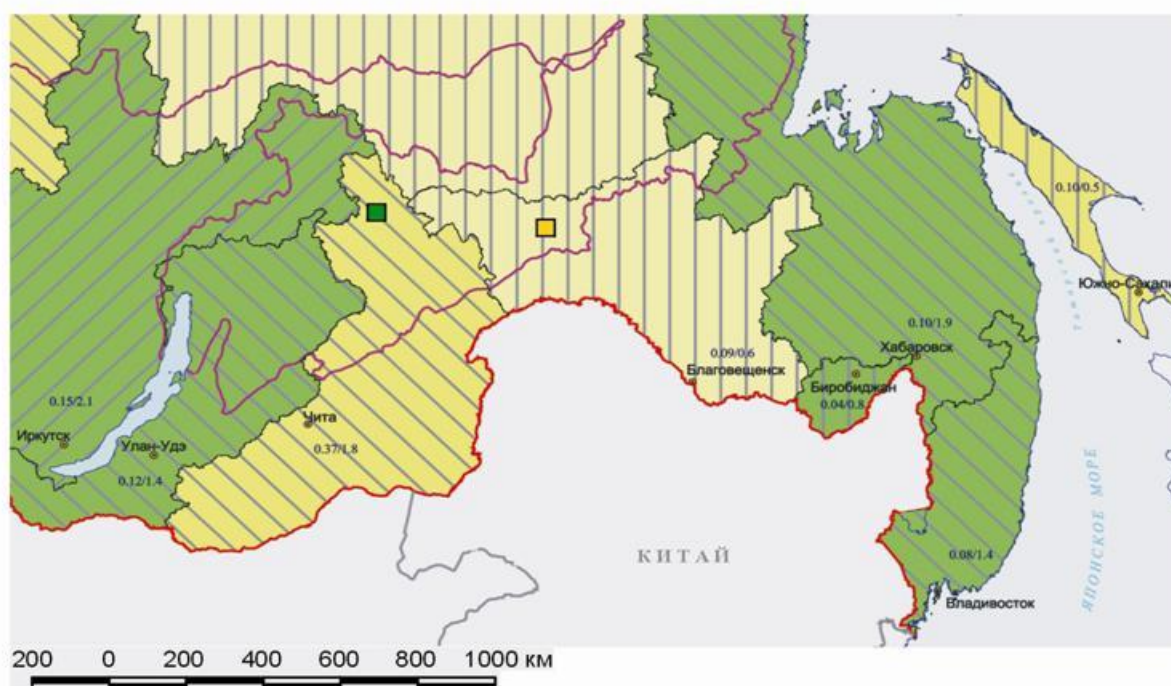 0.10/0.5
Южно-Сахали
0.10/1.9
Хабаровск
0.09/0.6
Благовещенск
Биробиджан
0.04/0.8
0.15/2.1
Иркутск
Улан-Удэ
0.12/1.4
Чита
0.37/1.8
КИТАЙ
0.08/1.4
ЯПОНСКОЕ МОРЕ
Владивосток
200 0 200 400 600 800 1000 км